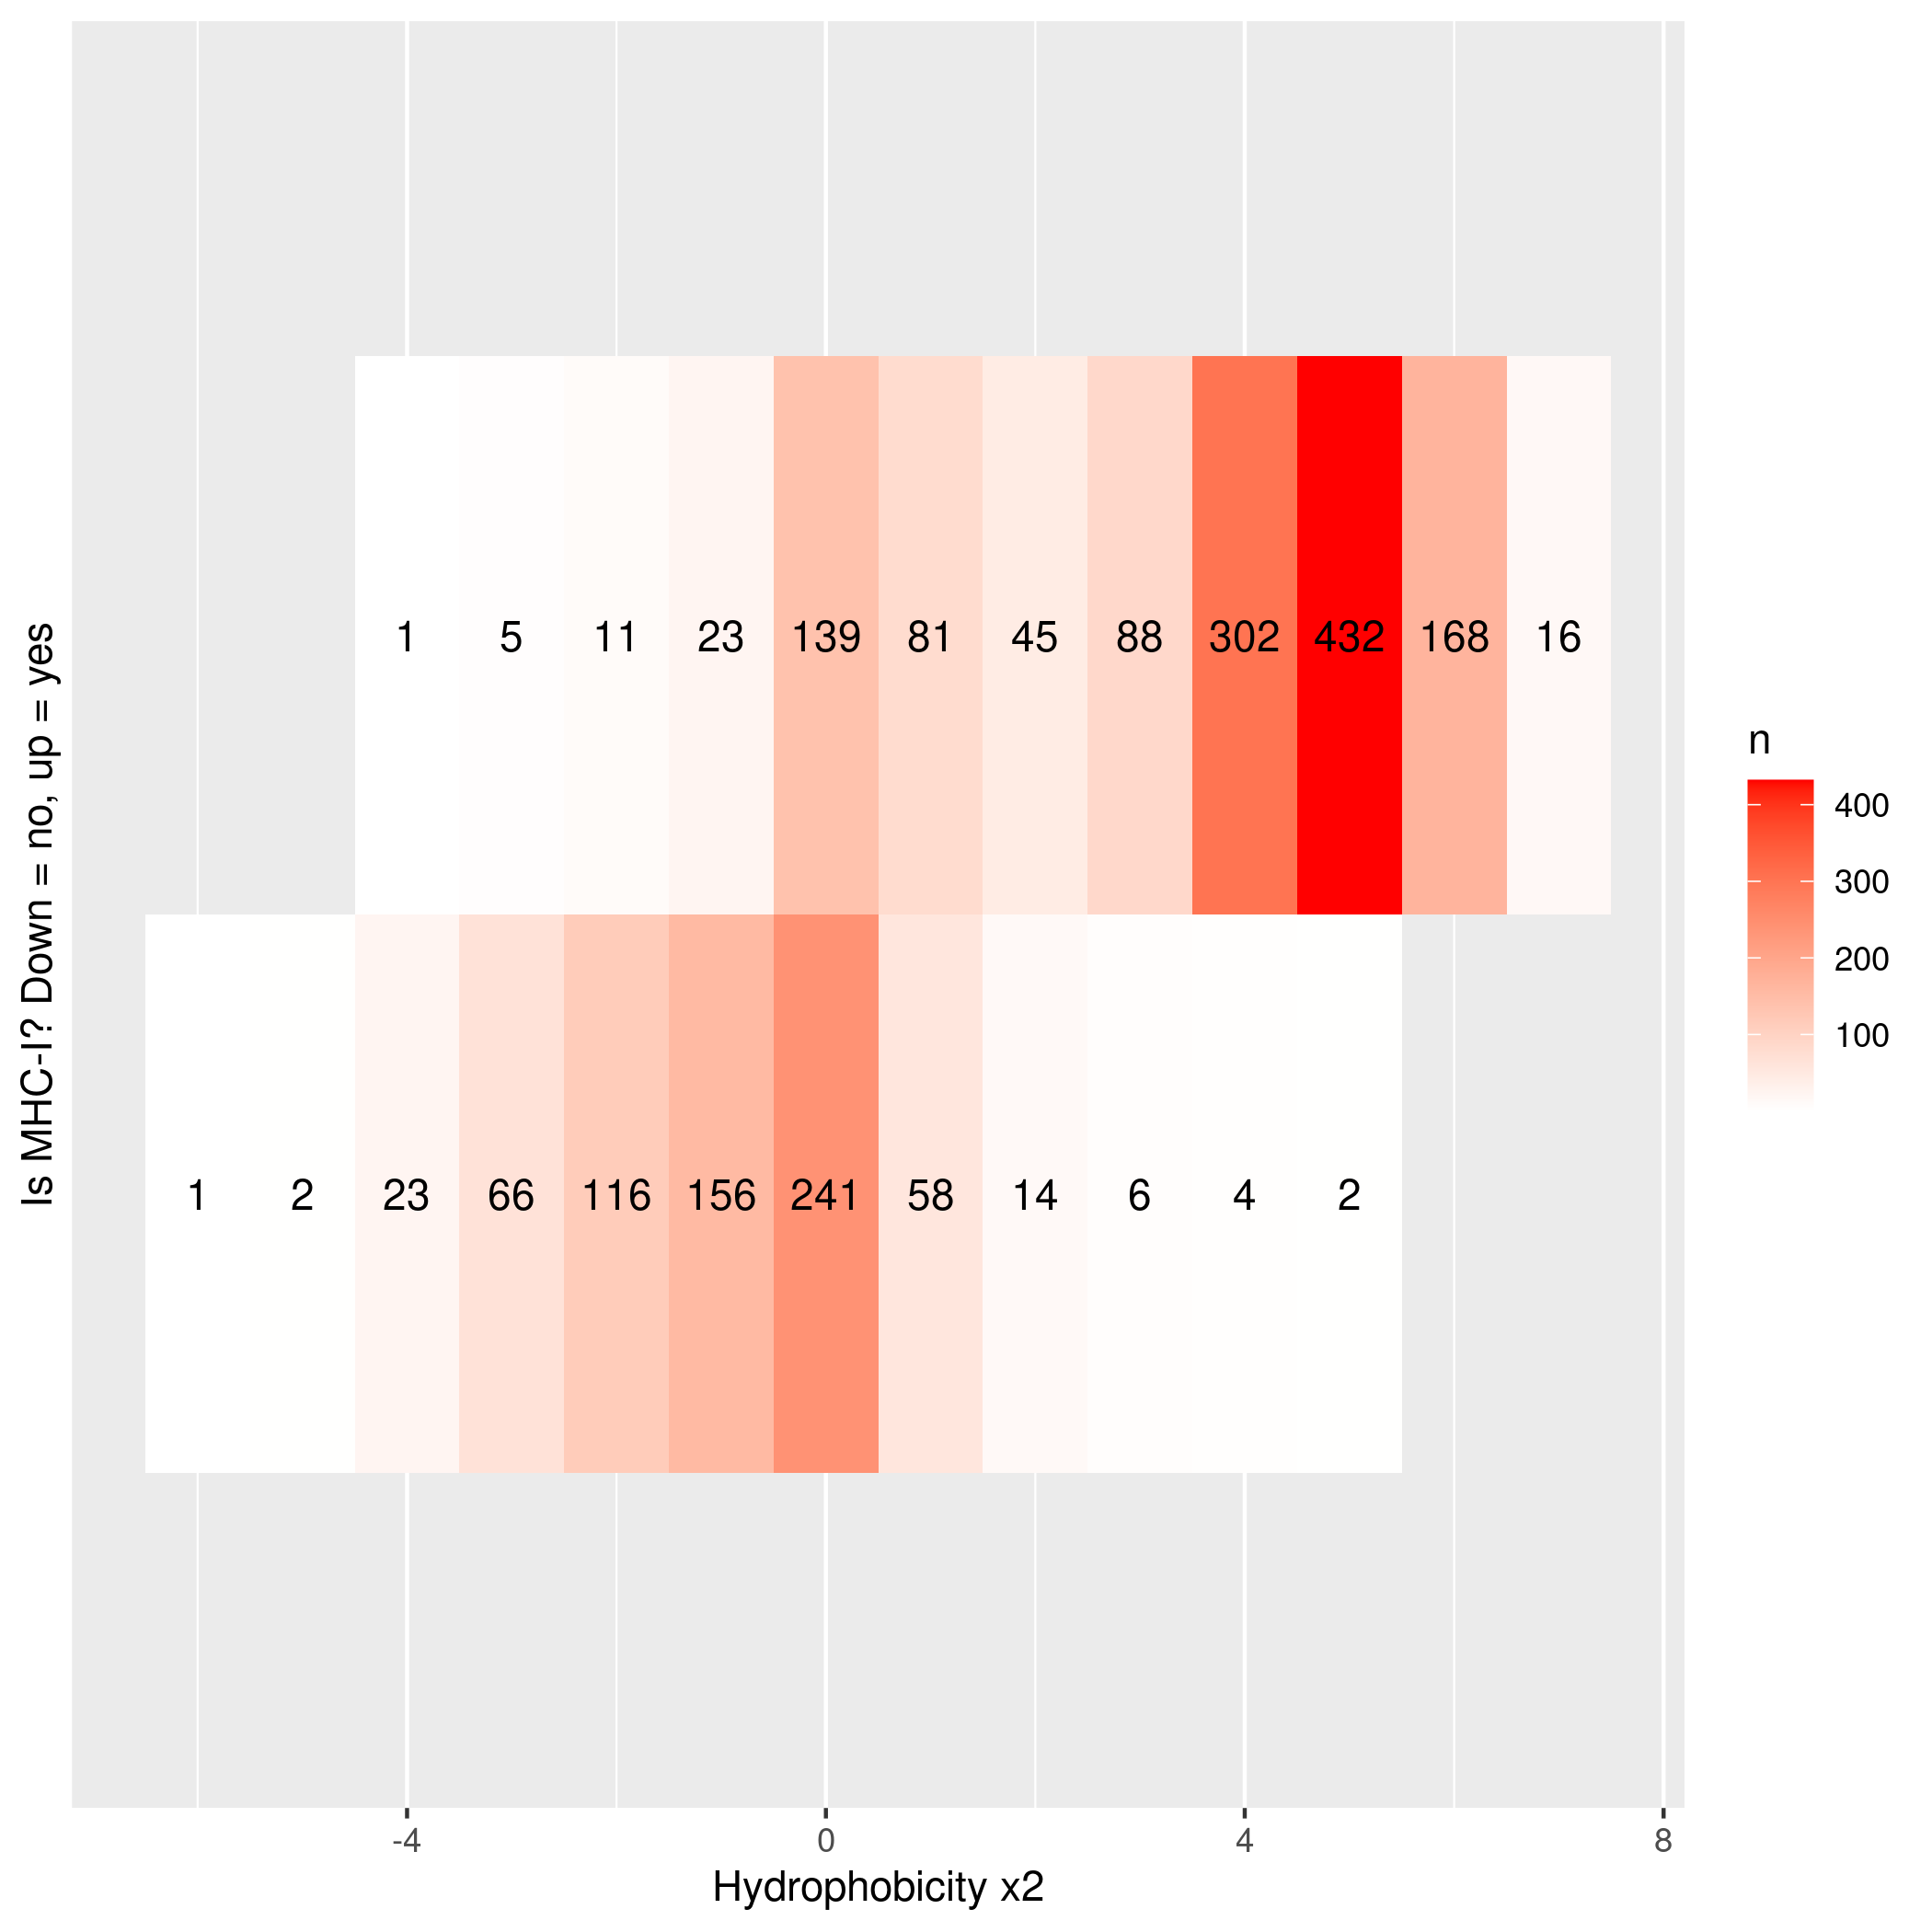 Is MHC-I? Down = no, up = yes
1 5 11 23 139 81 45 88 302 432 168 16
1 2 23 66 116 156 241 58 14 6 4 2
-4 0 4 8
Hydrophobicity x2
n
400
300
200
100